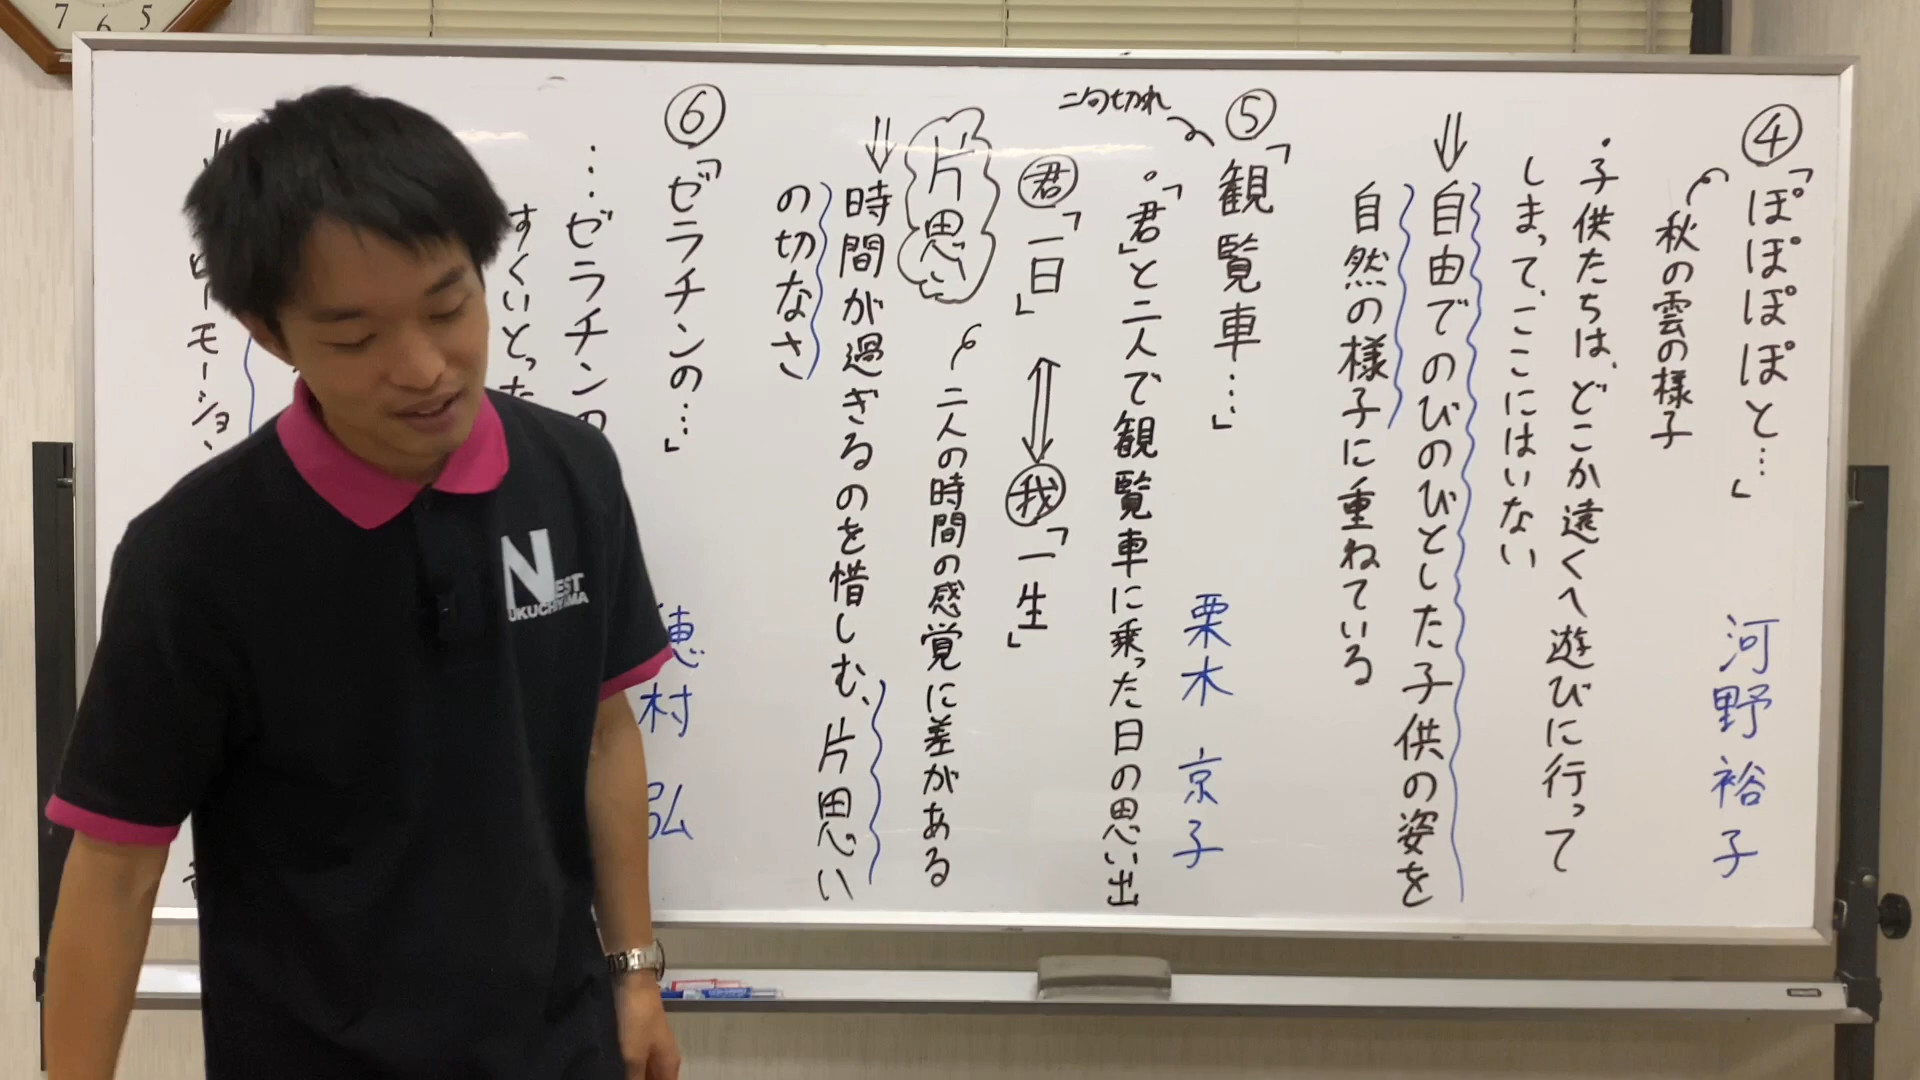 ④「ぽぽぽぽと…」
河野裕子
秋の雲の様子
・子供たちは、どこか遠くへ遊びに行って
しまって、ここにはいない
⇒自由でのびのびとした子供の姿を
自然の様子に重ねている
⑤「観覧車…」
二句切れ
栗木 京子
・「君」と二人で観覧車に乗った日の思い出
君「一日」⇔我「一生」
片思い
二人の時間の感覚に差がある
⇒時間が過ぎるのを惜しむ、片思い
の切なさ
⑥「ゼラチンの…」
穂村 弘
…ゼラチンの
すくいとった
ローモーショ
NEST
UKUCHIYAMA
7 6 5